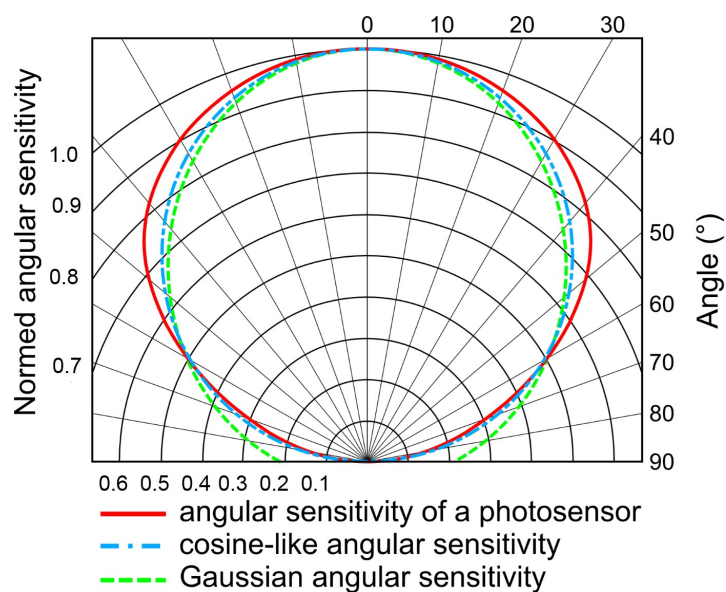 0 10 20 30
40
50
60
70
80
90
Angle (°)
Normed angular sensitivity
1.0
0.9
0.8
0.7
0.6 0.5 0.4 0.3 0.2 0.1
angular sensitivity of a photosensor
cosine-like angular sensitivity
Gaussian angular sensitivity